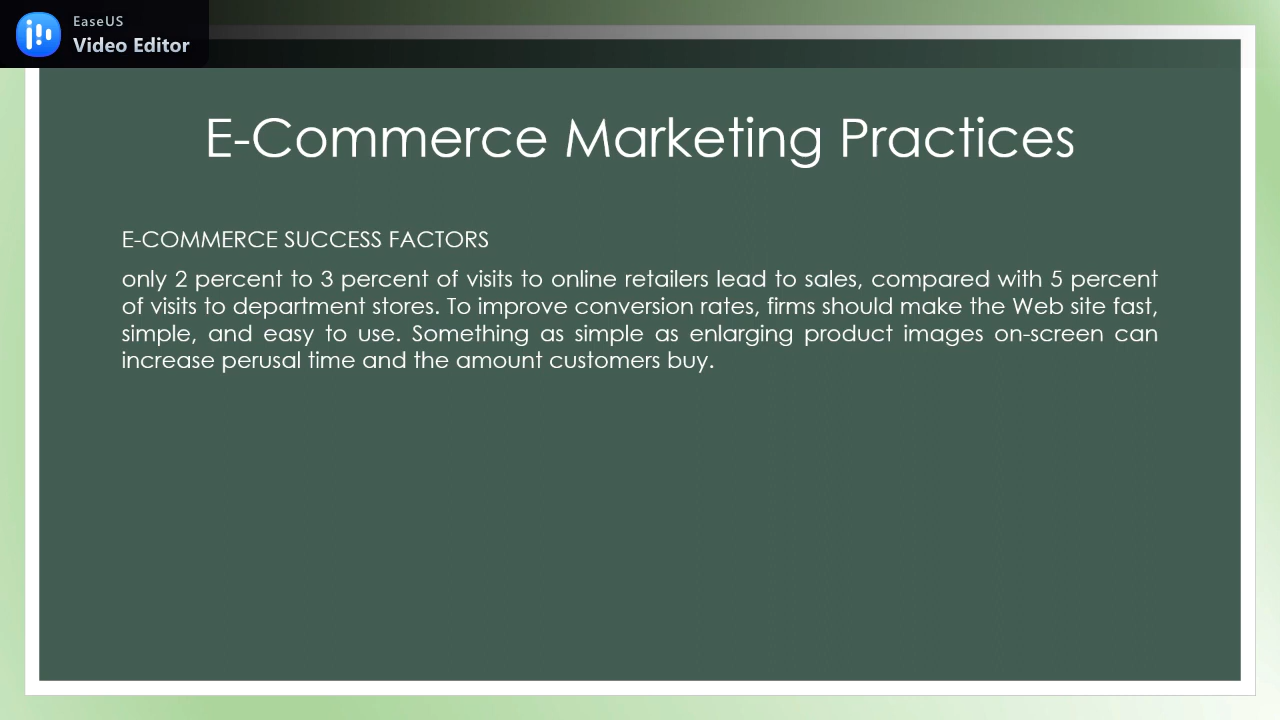 EaseUS
Video Editor
E-Commerce Marketing Practices
E-COMMERCE SUCCESS FACTORS
only 2 percent to 3 percent of visits to online retailers lead to sales, compared with 5 percent
of visits to department stores. To improve conversion rates, firms should make the Web site fast,
simple, and easy to use. Something as simple as enlarging product images on-screen can
increase perusal time and the amount customers buy.